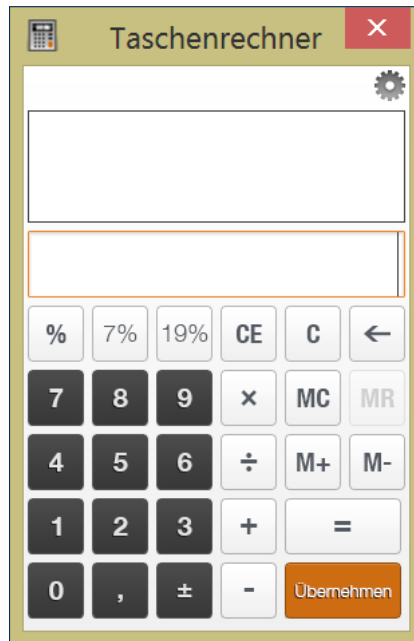 Taschenrechner
% 7% 19% CE C ←
7 8 9 × MC MR
4 5 6 ÷ M+ M-
1 2 3 + =
0 , ± - Übernehmen